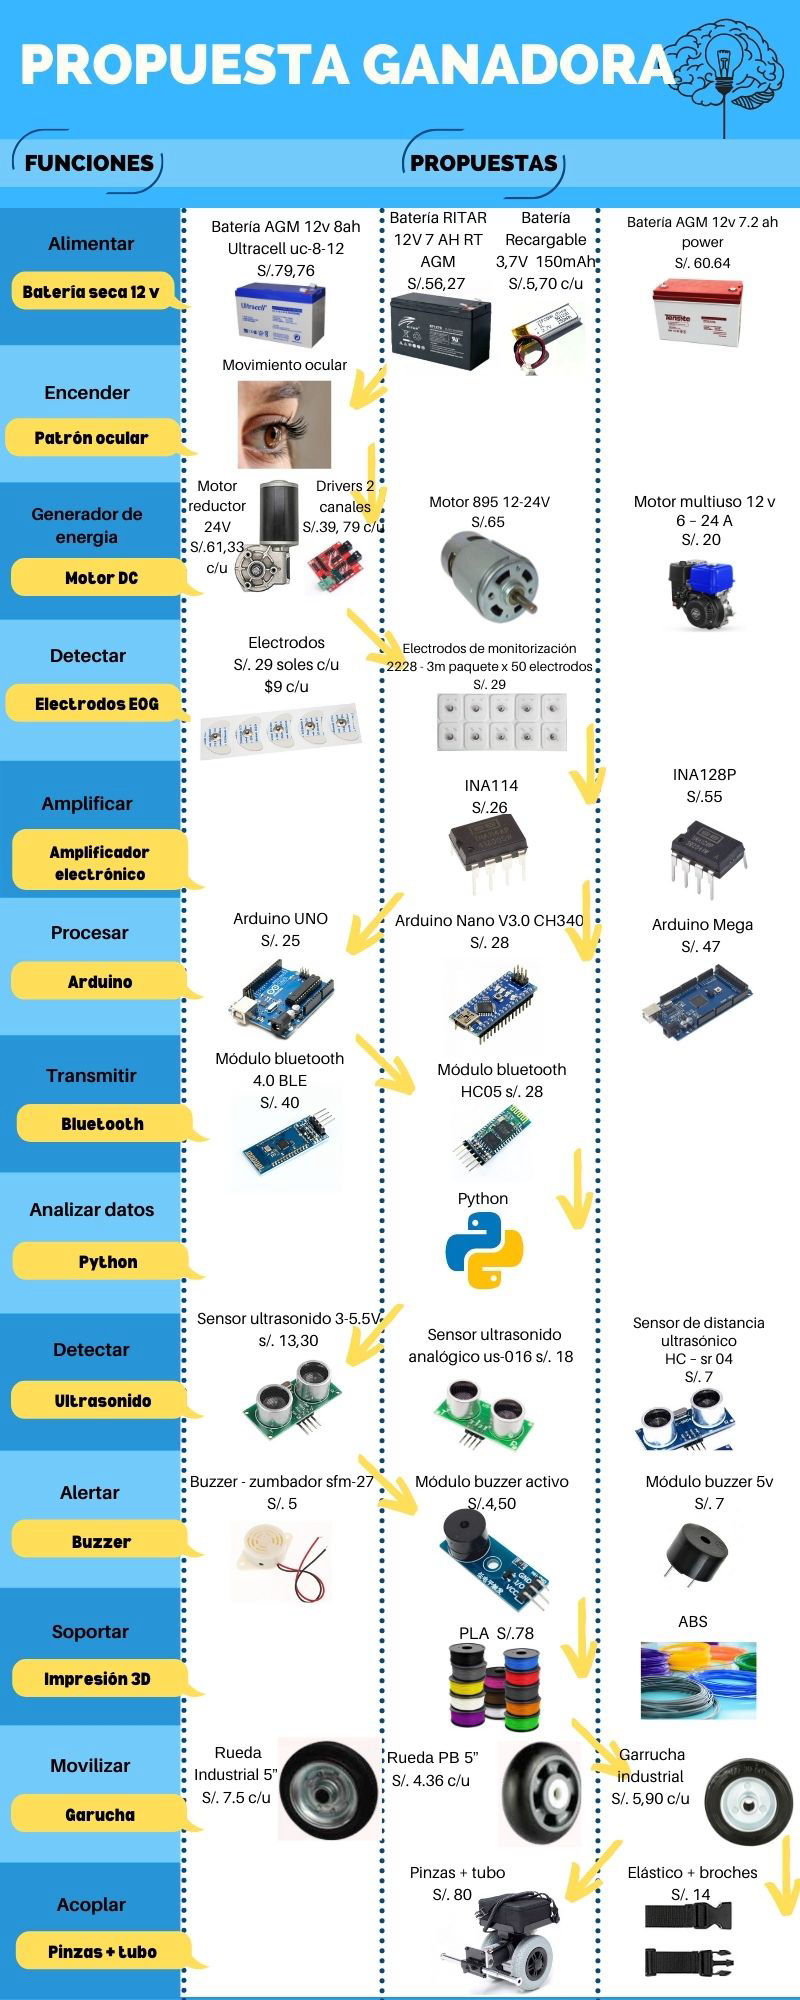 PROPUESTA GANADORA
FUNCIONES
PROPUESTAS
Alimentar
Batería seca 12 v
Batería AGM 12v 8ah
Ultracell uc-8-12
S/.79,76
Ultracell
Batería RITAR
12V 7 AH RT
AGM
S/.56,27
Batería
Recargable
3,7V 150mAh
S/.5,70 c/u
Batería AGM 12v 7.2 ah
power
S/. 60.64
Tensite
Encender
Patrón ocular
Movimiento ocular
Generador de
energia
Motor DC
Motor
reductor
24V
S/.61,33
c/u
Drivers 2
canales
S/.39, 79 c/u
Motor 895 12-24V
S/.65
Motor multiuso 12 v
6 – 24 A
S/. 20
Detectar
Electrodos EOG
Electrodos
S/. 29 soles c/u
$9 c/u
Electrodos de monitorización
2228 - 3m paquete x 50 electrodos
S/. 29
Amplificar
Amplificador
electrónico
INA114
S/.26
INA128P
S/.55
Procesar
Arduino
Arduino UNO
S/. 25
Arduino Nano V3.0 CH340
S/. 28
Arduino Mega
S/. 47
Transmitir
Bluetooth
Módulo bluetooth
4.0 BLE
S/. 40
Módulo bluetooth
HC05 s/. 28
Analizar datos
Python
Python
Detectar
Ultrasonido
Sensor ultrasonido 3-5.5V
s/. 13,30
Sensor ultrasonido
analógico us-016 s/. 18
Sensor de distancia
ultrasónico
HC – sr 04
S/. 7
Alertar
Buzzer
Buzzer - zumbador sfm-27
S/. 5
Módulo buzzer activo
S/.4,50
GND
I/O
VCC
Módulo buzzer 5v
S/. 7
Soportar
Impresión 3D
PLA S/.78
ABS
Movilizar
Garucha
Rueda
Industrial 5”
S/. 7.5 c/u
Rueda PB 5”
S/. 4.36 c/u
Garrucha
industrial
S/. 5,90 c/u
Acoplar
Pinzas + tubo
Pinzas + tubo
S/. 80
Elástico + broches
S/. 14